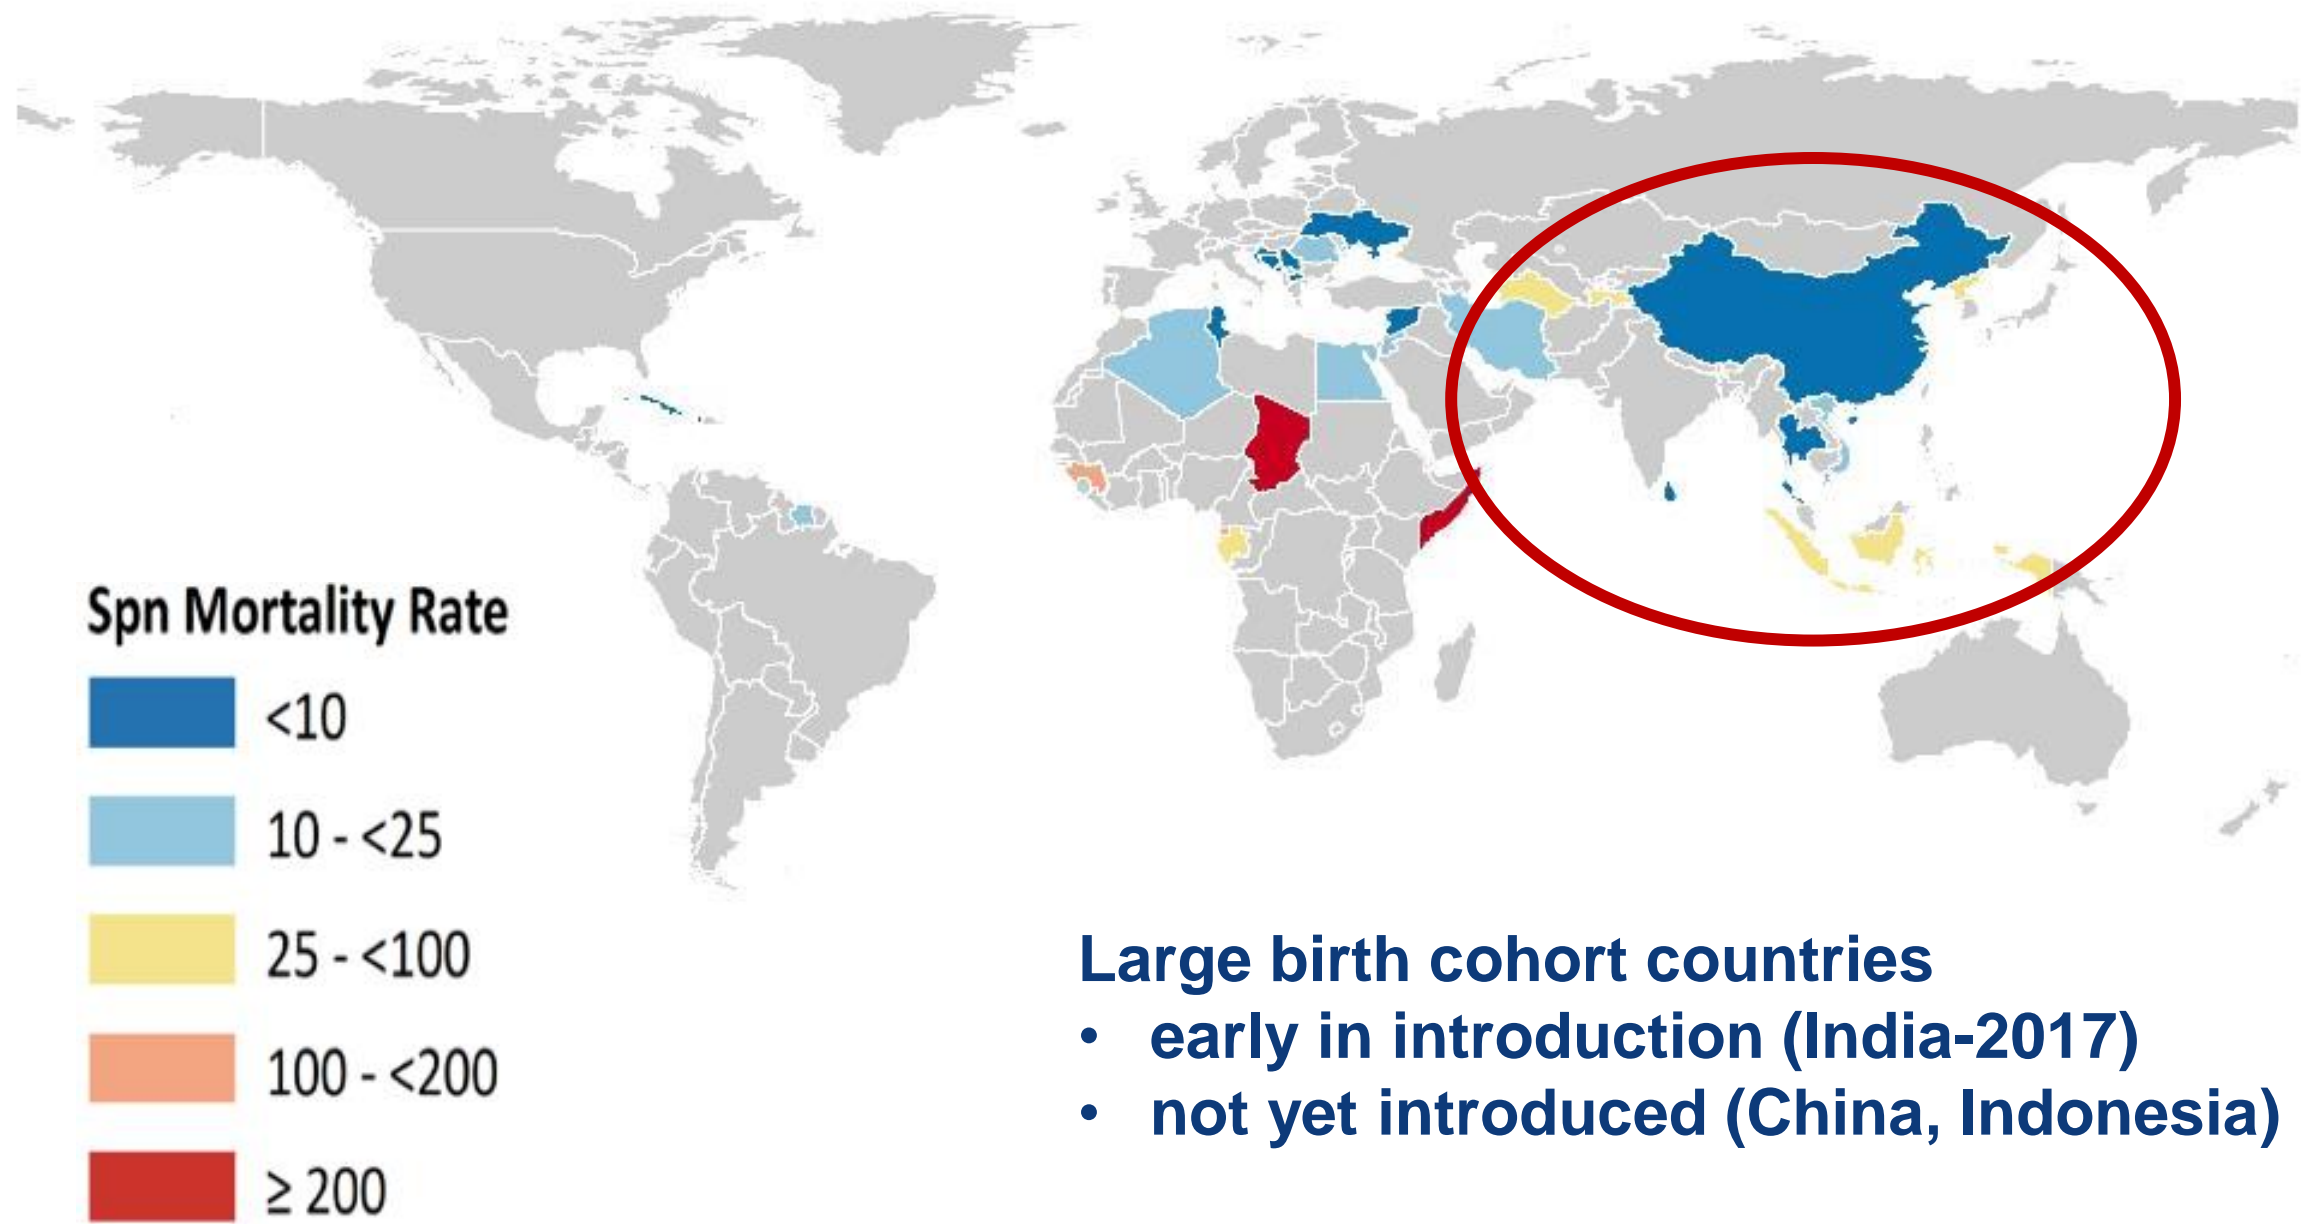 Spn Mortality Rate
<10
10 - <25
25 - <100
100 - <200
≥ 200
Large birth cohort countries
• early in introduction (India-2017)
• not yet introduced (China, Indonesia)